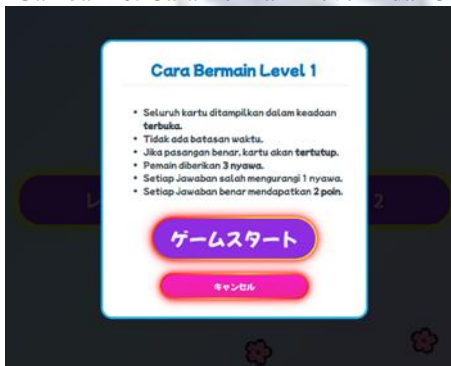 Cara Bermain Level 1
• Seluruh kartu ditampilkan dalam keadaan
terbuka.
• Tidak ada batasan waktu.
• Jika pasangan benar, kartu akan tertutup.
• Pemain diberikan 3 nyawa.
• Setiap Jawaban salah mengurangi 1 nyawa.
• Setiap Jawaban benar mendapatkan 2 poin.
レ
2
ゲームスタート
キャンセル